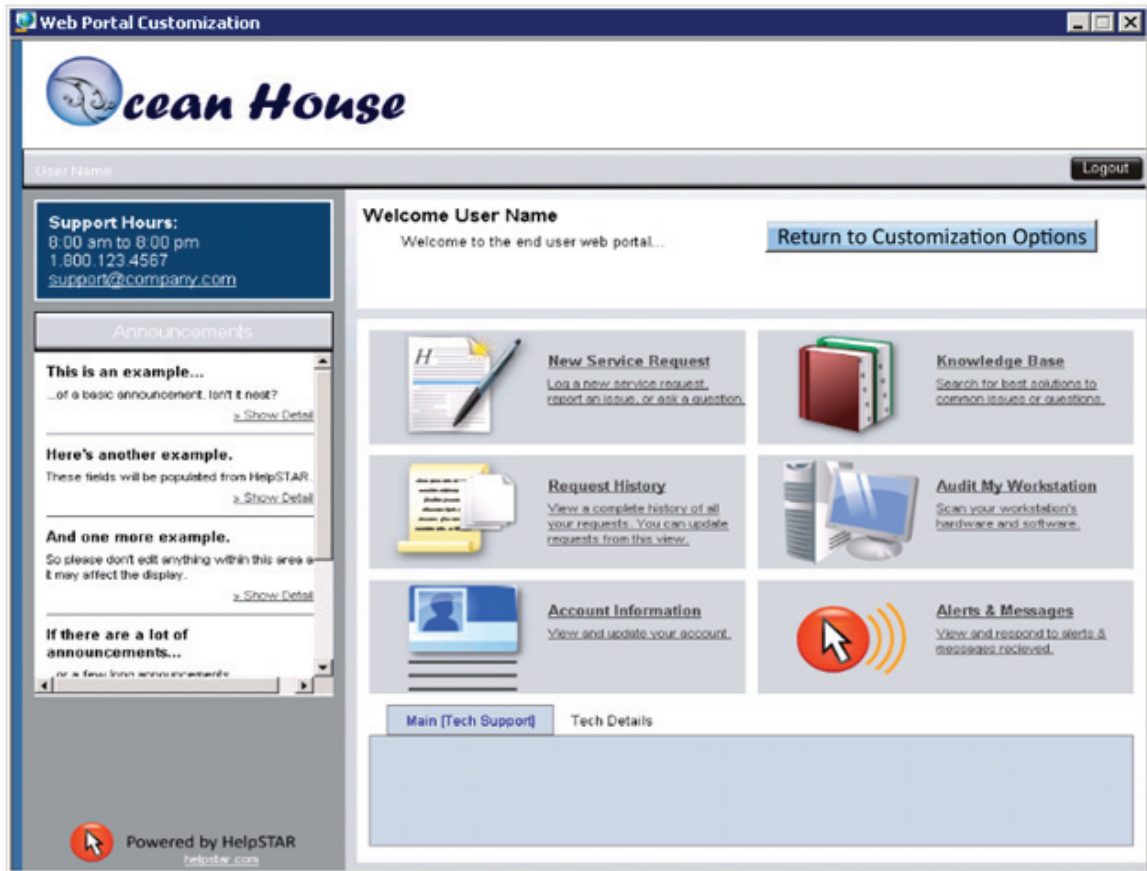 Web Portal Customization
Ocean House
User Name
Logout
Support Hours:
8:00 am to 8:00 pm
1.800.123.4567
support@company.com
Announcements
This is an example...
...of a basic announcement. Isn't it neat?
» Show Detail
Here's another example.
These fields will be populated from HelpSTAR.
» Show Detail
And one more example.
So please don't edit anything within this area a
it may affect the display.
» Show Detail
If there are a lot of
announcements...
...or a few long announcements
Powered by HelpSTAR
helpstar.com
Welcome User Name
Welcome to the end user web portal...
Return to Customization Options
New Service Request
Log a new service request,
report an issue, or ask a question.
Knowledge Base
Search for best solutions to
common issues or questions.
Request History
View a complete history of all
your requests. You can update
requests from this view.
Audit My Workstation
Scan your workstation's
hardware and software.
Account Information
View and update your account.
Alerts & Messages
View and respond to alerts &
messages recieved.
Main [Tech Support]
Tech Details